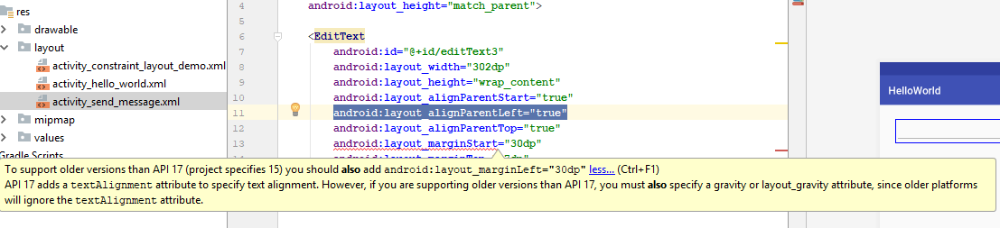 res
drawable
layout
activity_constraint_layout_demo.xml
activity_hello_world.xml
activity_send_message.xml
mipmap
values
Gradle Scripts
4 android:layout_height="match_parent">
5
6 <EditText
7 android:id="@+id/editText3"
8 android:layout_width="302dp"
9 android:layout_height="wrap_content"
10 android:layout_alignParentStart="true"
11 android:layout_alignParentLeft="true"
12 android:layout_alignParentTop="true"
13 android:layout_marginStart="30dp"
To support older versions than API 17 (project specifies 15) you should also add android:layout_marginLeft="30dp" less... (Ctrl+F1)
API 17 adds a textAlignment attribute to specify text alignment. However, if you are supporting older versions than API 17, you must also specify a gravity or layout_gravity attribute, since older platforms
will ignore the textAlignment attribute.
HelloWorld